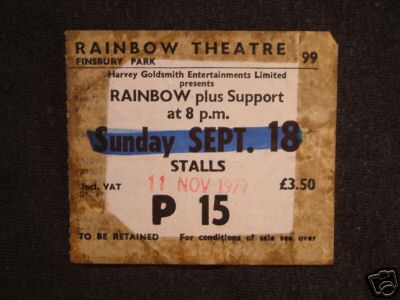 RAINBOW THEATRE
FINSBURY PARK
99
Harvey Goldsmith Entertainments Limited
presents
RAINBOW plus Support
at 8 p.m.
Sunday SEPT. 18
STALLS
Incl. VAT
11 NOV 1977
£3.50
P 15
TO BE RETAINED
For conditions of sale see over